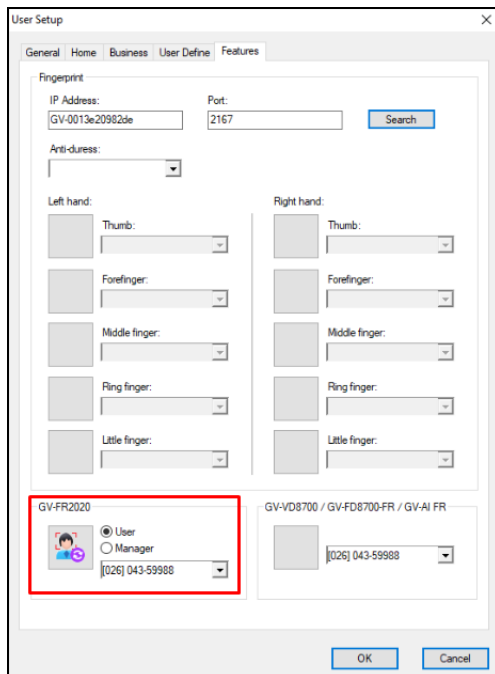 User Setup
General Home Business User Define Features
Fingerprint
IP Address: Port:
GV-0013e20982de 2167 Search
Anti-duress:
Left hand: Right hand:
Thumb: Thumb:
Forefinger: Forefinger:
Middle finger: Middle finger:
Ring finger: Ring finger:
Little finger: Little finger:
GV-FR2020 GV-VD8700 / GV-FD8700-FR / GV-AI FR
User
Manager
[026] 043-59988 [026] 043-59988
OK Cancel